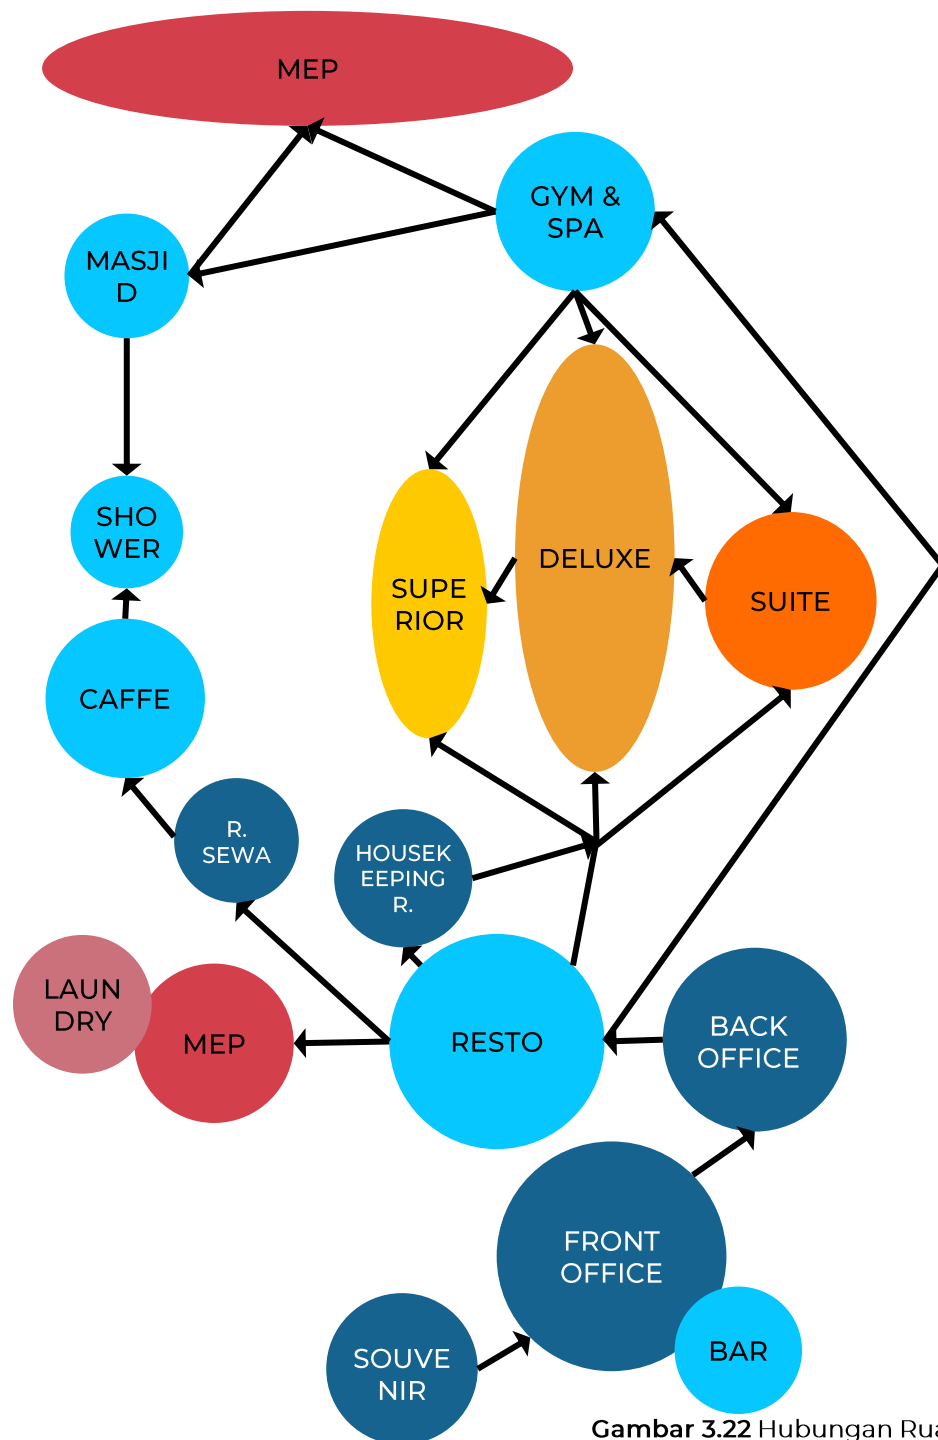 MEP
GYM &
SPA
MASJI
D
SHO
WER
DELUXE
SUPE
RIOR
SUITE
CAFFE
R.
SEWA
HOUSEK
EEPING
R.
LAUN
DRY
MEP
RESTO
BACK
OFFICE
FRONT
OFFICE
SOUVE
NIR
BAR
Gambar 3.22 Hubungan Rua